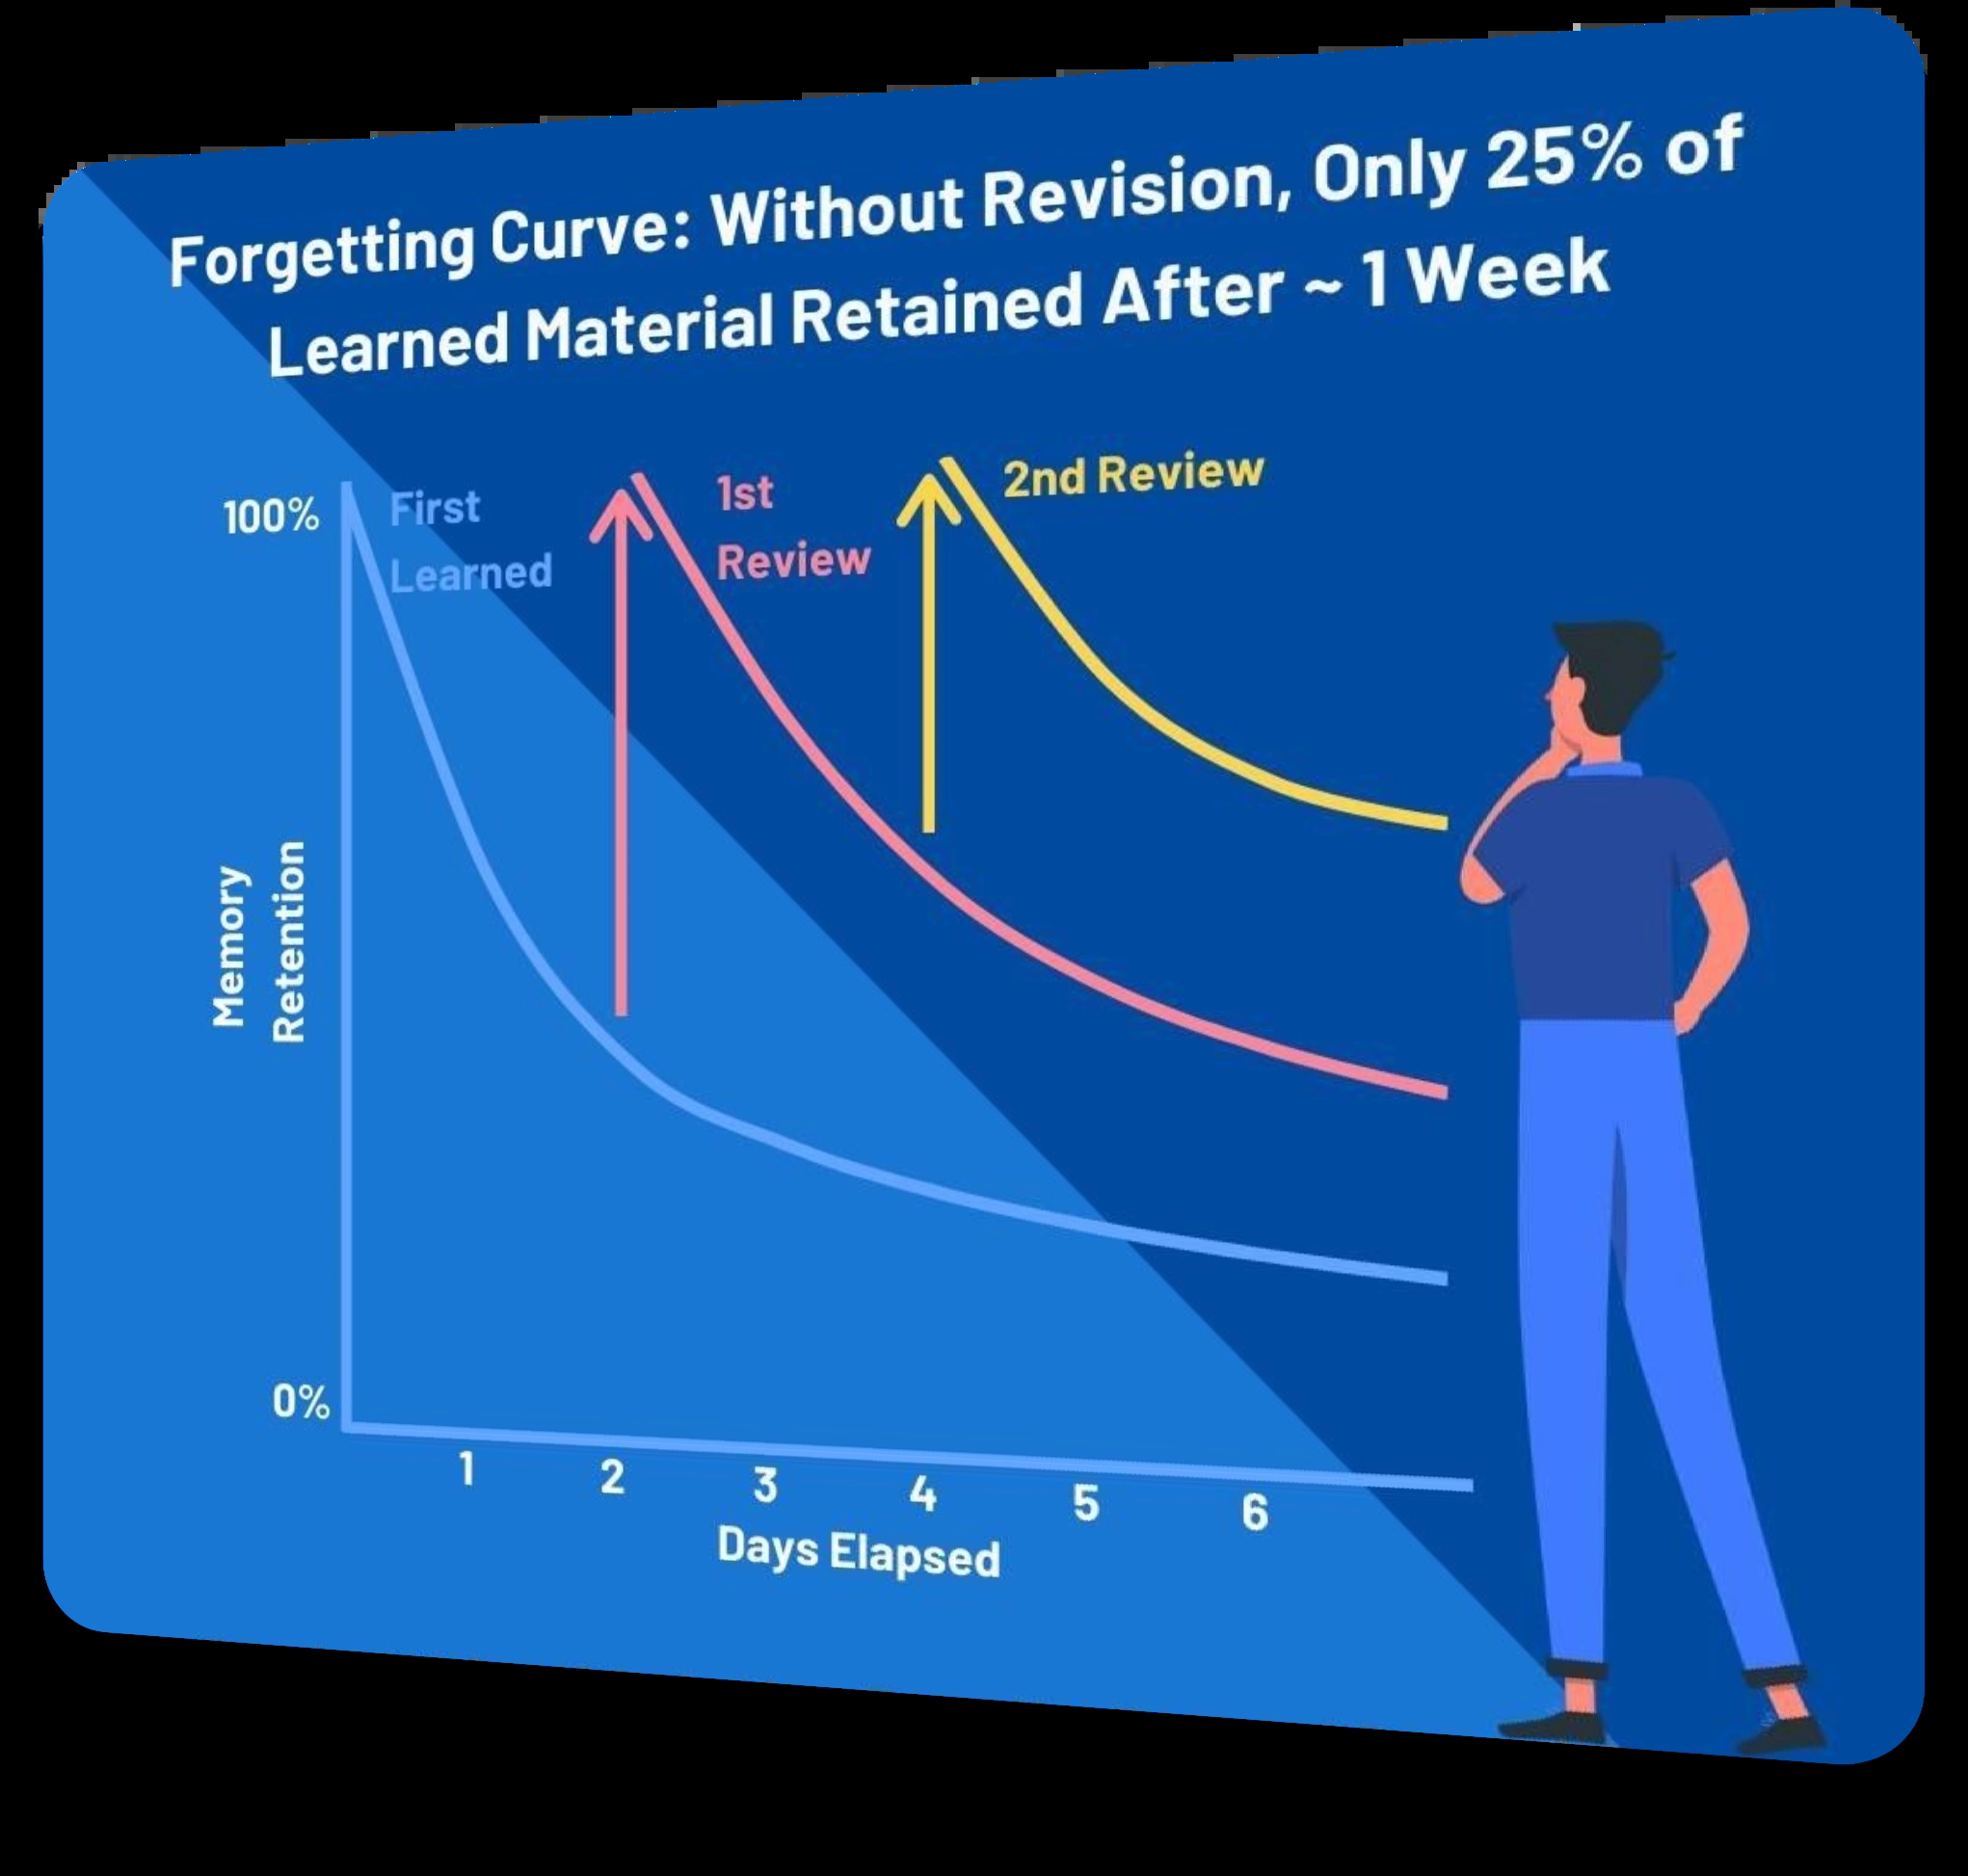 Forgetting Curve: Without Revision, Only 25% of
Learned Material Retained After ~ 1 Week
100%
First
Learned
1st
Review
2nd Review
Memory
Retention
0%
1 2 3 4 5 6
Days Elapsed